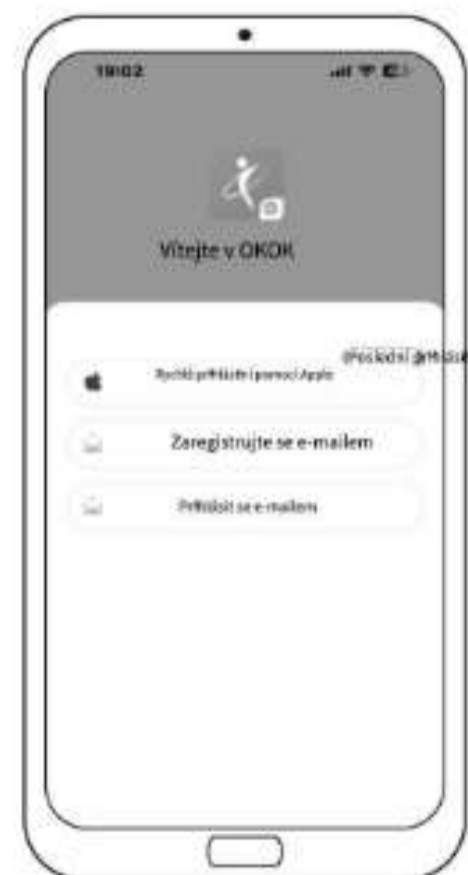 19:02
Vítejte v OKOK
Rychlé přihlášení pomocí Apple
Zaregistrujte se e-mailem
Přihlásit se e-mailem